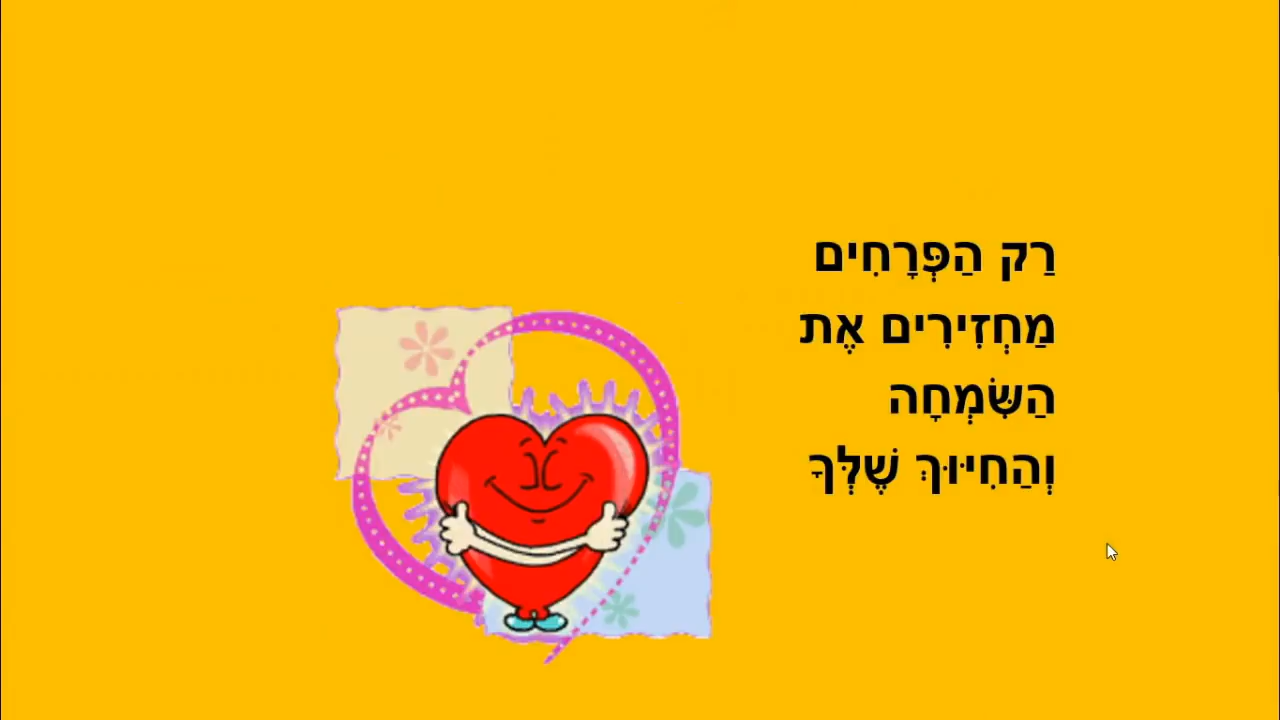 רַק הַפְּרָחִים
מַחְזִירִים אֶת
הַשִּׂמְחָה
וְהַחִיּוּךְ שֶׁלְּךָ